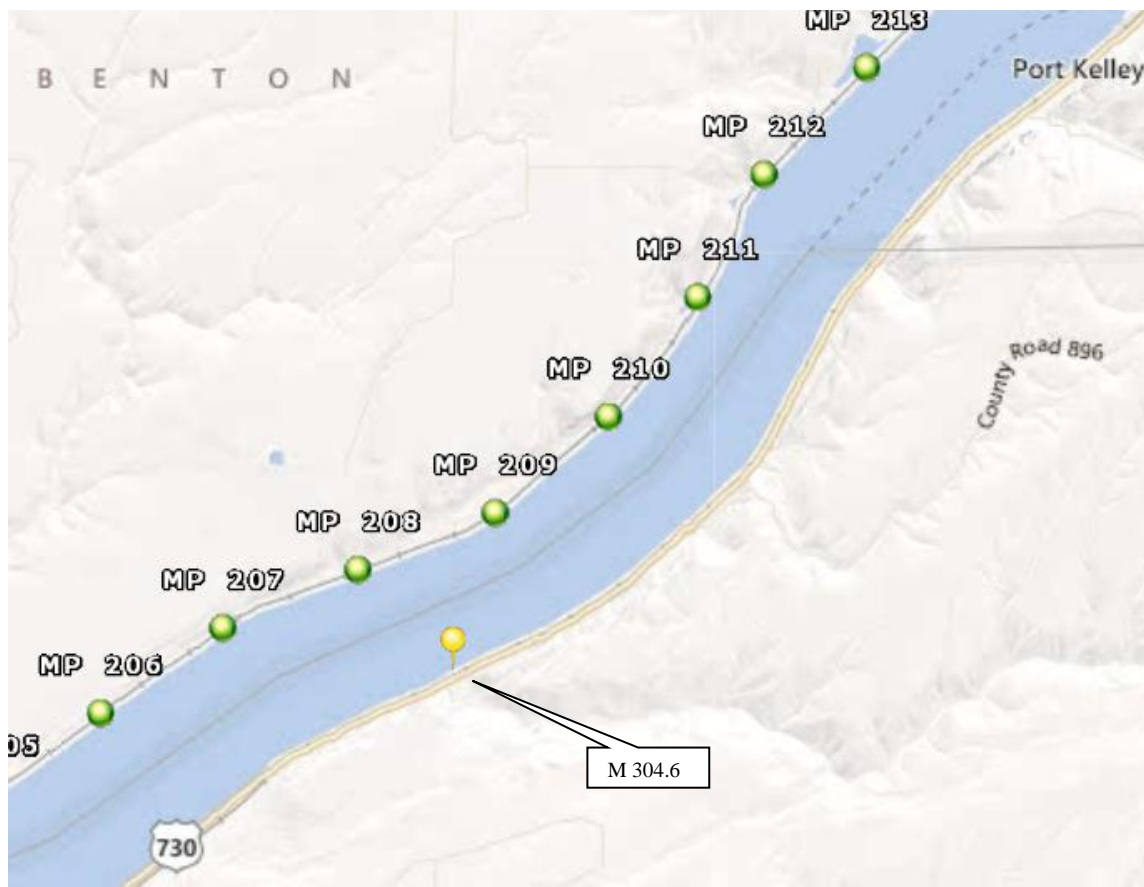 MP 213
Port Kelley
BENTON
MP 212
MP 211
County Road 896
MP 210
MP 209
MP 208
MP 207
MP 206
05
M 304.6
730